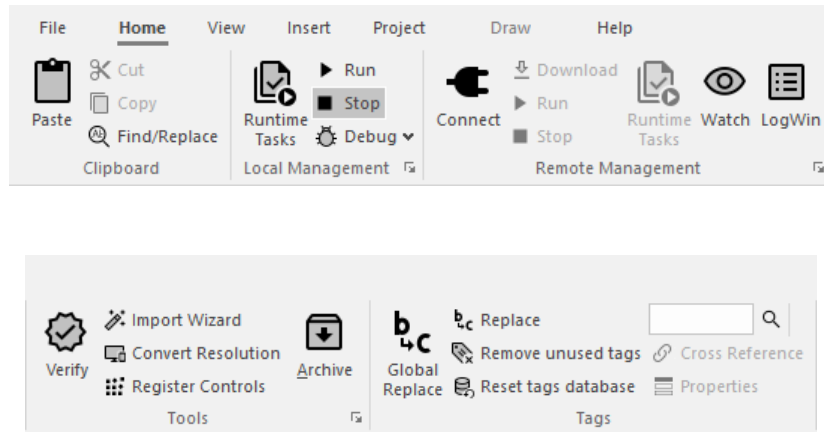 File Home View Insert Project Draw Help
Paste
Cut
Copy
Find/Replace
Clipboard
Runtime
Tasks
Run
Stop
Debug
Local Management
Connect
Download
Run
Stop
Runtime
Tasks
Watch
LogWin
Remote Management
Verify
Import Wizard
Convert Resolution
Register Controls
Archive
Tools
b
c
Global
Replace
b
c
Replace
Remove unused tags
Reset tags database
Cross Reference
Properties
Tags